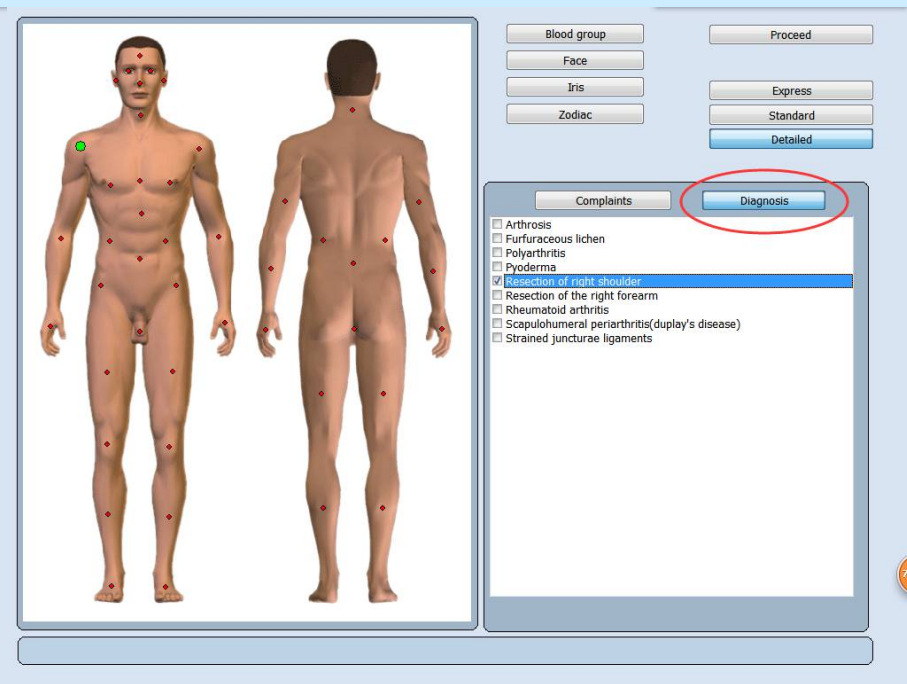 Blood group
Face
Iris
Zodiac
Proceed
Express
Standard
Detailed
Complaints
Diagnosis
Arthrosis
Furfuraceous lichen
Polyarthritis
Pyoderma
Resection of right shoulder
Resection of the right forearm
Rheumatoid arthritis
Scapulohumeral periarthritis(duplay's disease)
Strained juncturae ligaments